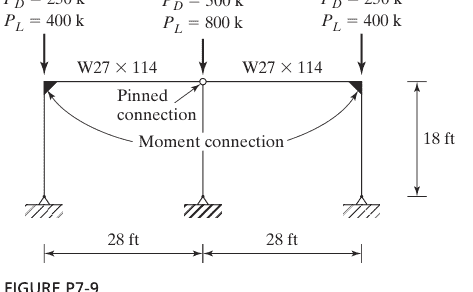 P_L = 400 k
P_L = 800 k
P_L = 400 k
W27 × 114
W27 × 114
Pinned
connection
Moment connection
18 ft
28 ft
28 ft
FIGURE P7-9